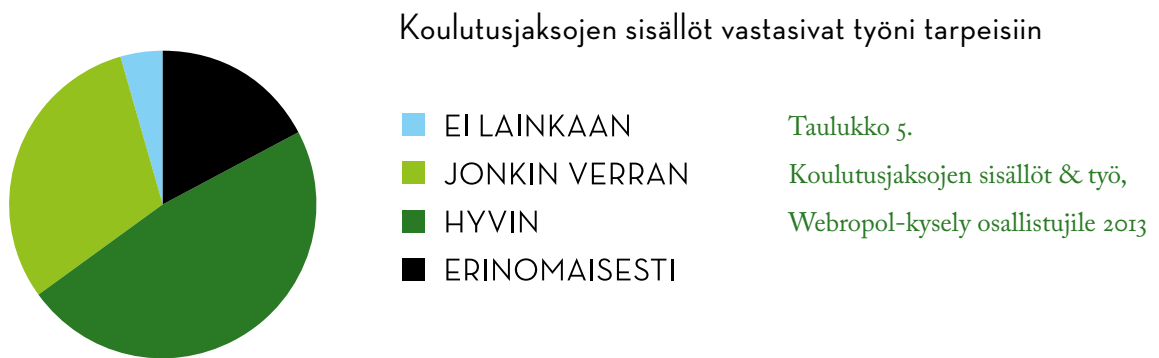 Koulutusjaksojen sisällöt vastasivat työni tarpeisiin
EI LAINKAAN
JONKIN VERRAN
HYVIN
ERINOMAISESTI
Taulukko 5.
Koulutusjaksojen sisällöt & työ,
Webropol-kysely osallistujile 2013